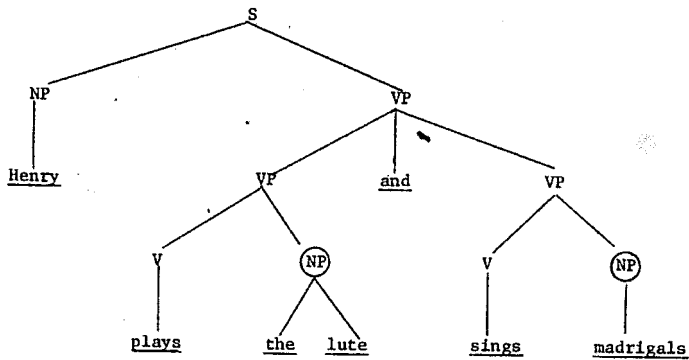 S
NP VP
Henry VP and VP
V NP V NP
plays the lute sings madrigals